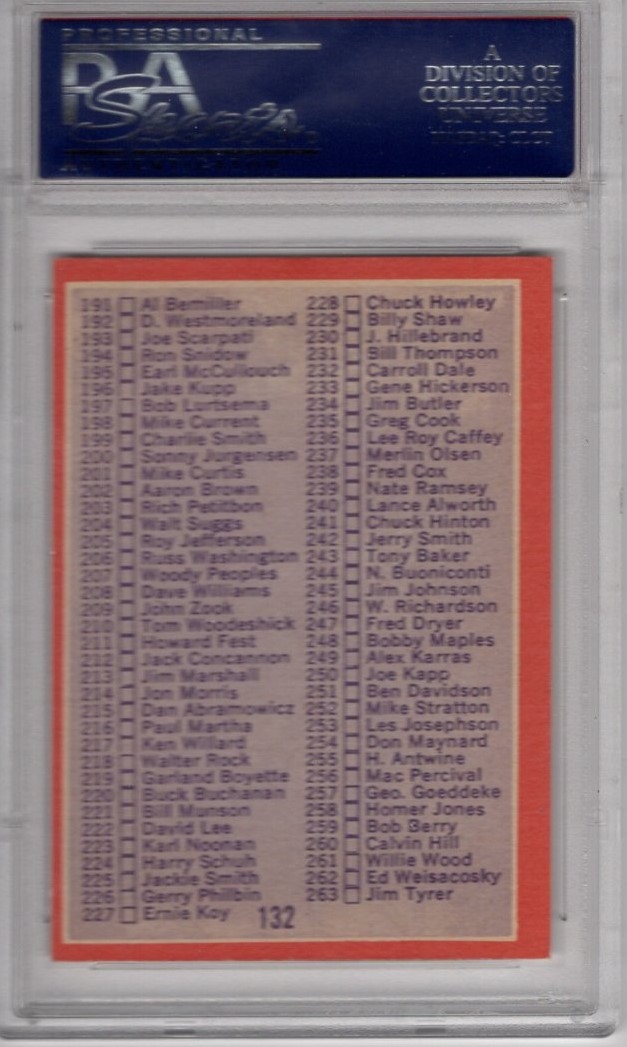 PROFESSIONAL
PSA
Sports
A
DIVISION OF
COLLECTORS
UNIVERSE
NASDAQ: CLCT
191 Al Bemiller
192 D. Westmoreland
193 Joe Scarpati
194 Ron Snidow
195 Earl McCullouch
196 Jake Kupp
197 Bob Lurtsema
198 Mike Current
199 Charlie Smith
200 Sonny Jurgensen
201 Mike Curtis
202 Aaron Brown
203 Rich Petitbon
204 Walt Suggs
205 Roy Jefferson
206 Russ Washington
207 Woody Peoples
208 Dave Williams
209 John Zook
210 Tom Woodeshick
211 Howard Fest
212 Jack Concannon
213 Jim Marshall
214 Jon Morris
215 Dan Abramowicz
216 Paul Martha
217 Ken Willard
218 Walter Rock
219 Garland Boyette
220 Buck Buchanan
221 Bill Munson
222 David Lee
223 Karl Noonan
224 Harry Schuh
225 Jackie Smith
226 Gerry Philbin
227 Ernie Koy
228 Chuck Howley
229 Billy Shaw
230 J. Hillebrand
231 Bill Thompson
232 Carroll Dale
233 Gene Hickerson
234 Jim Butler
235 Greg Cook
236 Lee Roy Caffey
237 Merlin Olsen
238 Fred Cox
239 Nate Ramsey
240 Lance Alworth
241 Chuck Hinton
242 Jerry Smith
243 Tony Baker
244 N. Buoniconti
245 Jim Johnson
246 W. Richardson
247 Fred Dryer
248 Bobby Maples
249 Alex Karras
250 Joe Kapp
251 Ben Davidson
252 Mike Stratton
253 Les Josephson
254 Don Maynard
255 H. Antwine
256 Mac Percival
257 Geo. Goeddeke
258 Homer Jones
259 Bob Berry
260 Calvin Hill
261 Willie Wood
262 Ed Weisacosky
263 Jim Tyrer
132